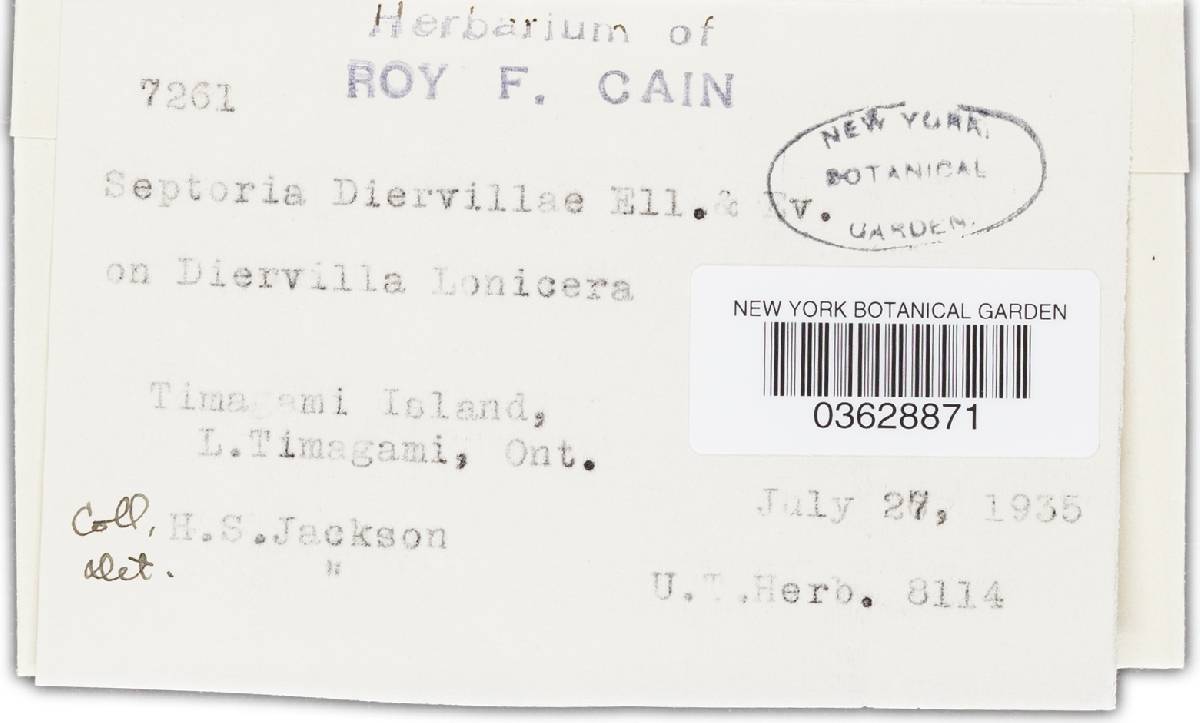 Herbarium of
ROY F. CAIN
7261
NEW YORK
BOTANICAL
GARDEN.
Septoria Diervillae Ell. & Ev.
on Diervilla Lonicera
NEW YORK BOTANICAL GARDEN
03628871
Timagami Island,
L.Timagami, Ont.
July 27, 1935
Coll. H.S.Jackson
det. "
U.T.Herb. 8114